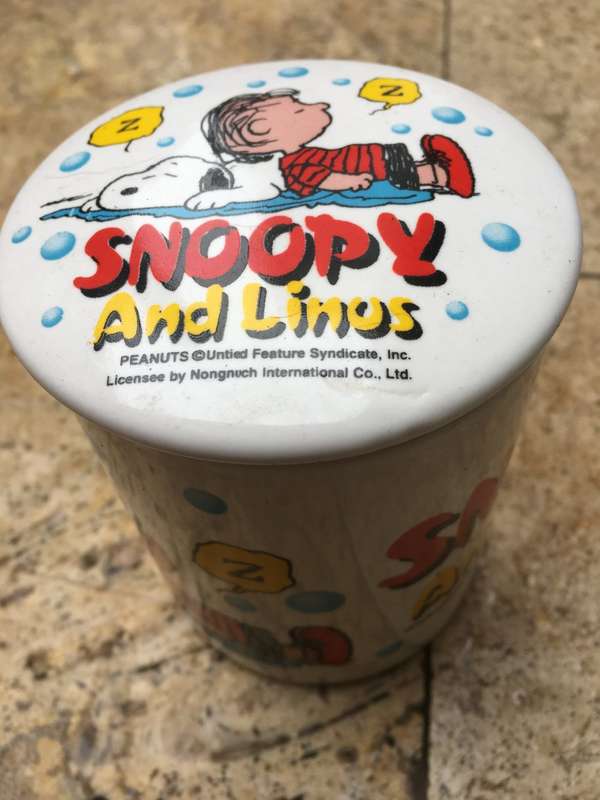 Z
Z
SNOOPY
And Linus
PEANUTS © Untied Feature Syndicate, Inc.
Licensee by Nongnuch International Co., Ltd.
Z